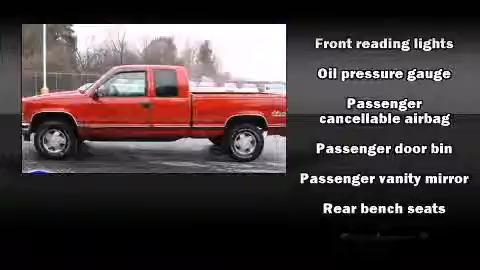 Front reading lights
Oil pressure gauge
Passenger
cancellable airbag
Passenger door bin
Passenger vanity mirror
Rear bench seats